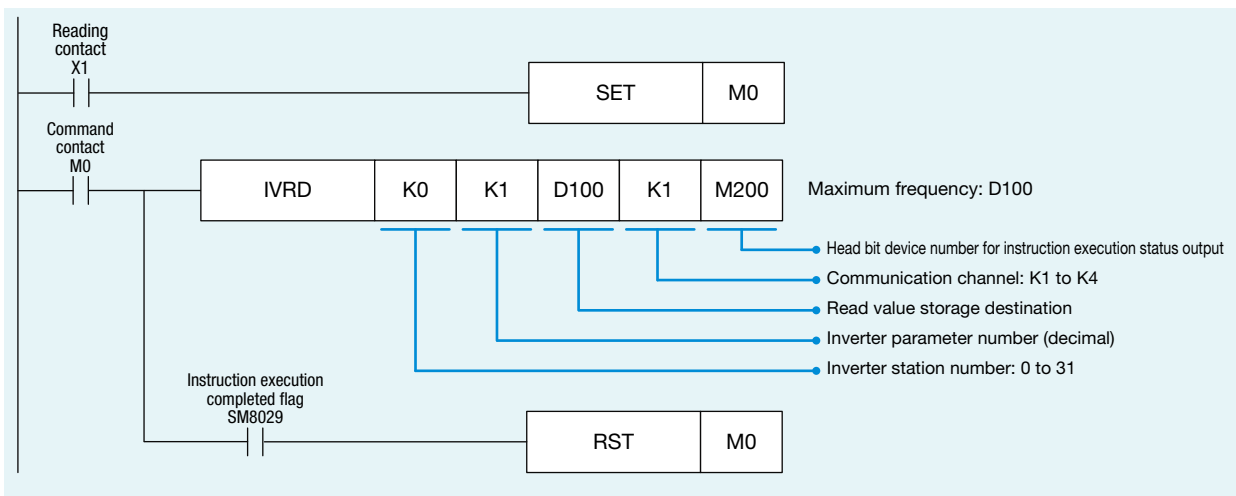 Reading
contact
X1
SET M0
Command
contact
M0
IVRD K0 K1 D100 K1 M200 Maximum frequency: D100
Head bit device number for instruction execution status output
Communication channel: K1 to K4
Read value storage destination
Inverter parameter number (decimal)
Inverter station number: 0 to 31
Instruction execution
completed flag
SM8029
RST M0